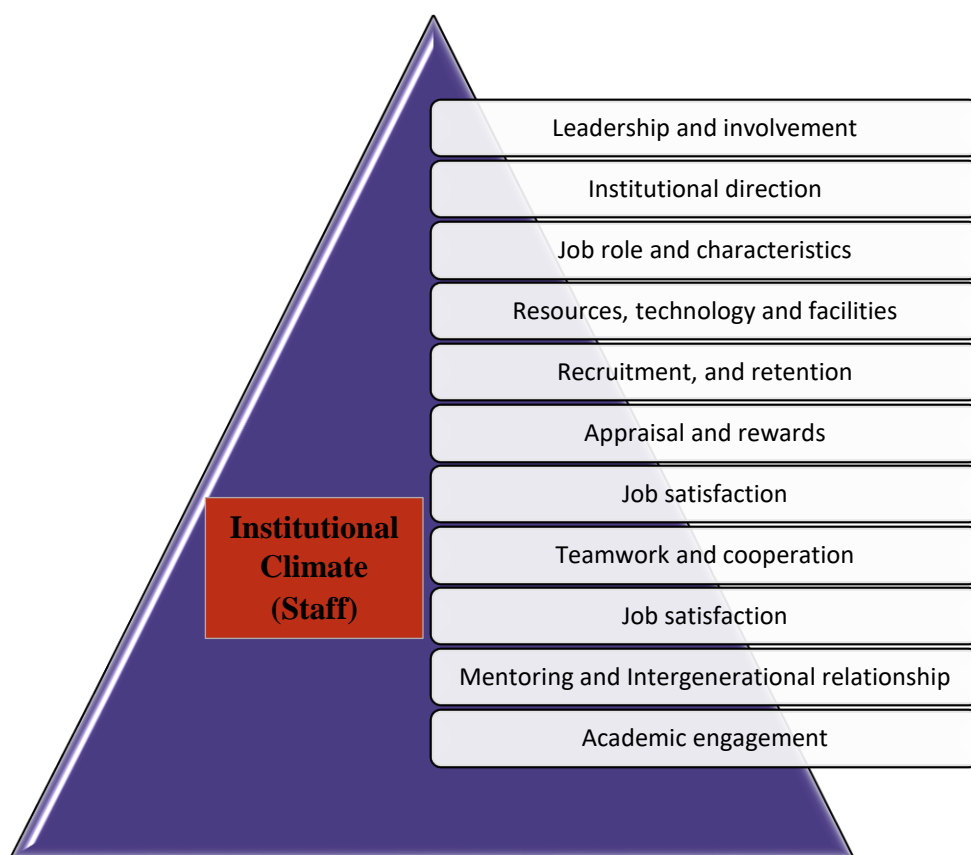 Leadership and involvement
Institutional direction
Job role and characteristics
Resources, technology and facilities
Recruitment, and retention
Appraisal and rewards
Job satisfaction
Teamwork and cooperation
Job satisfaction
Mentoring and Intergenerational relationship
Academic engagement
Institutional
Climate
(Staff)